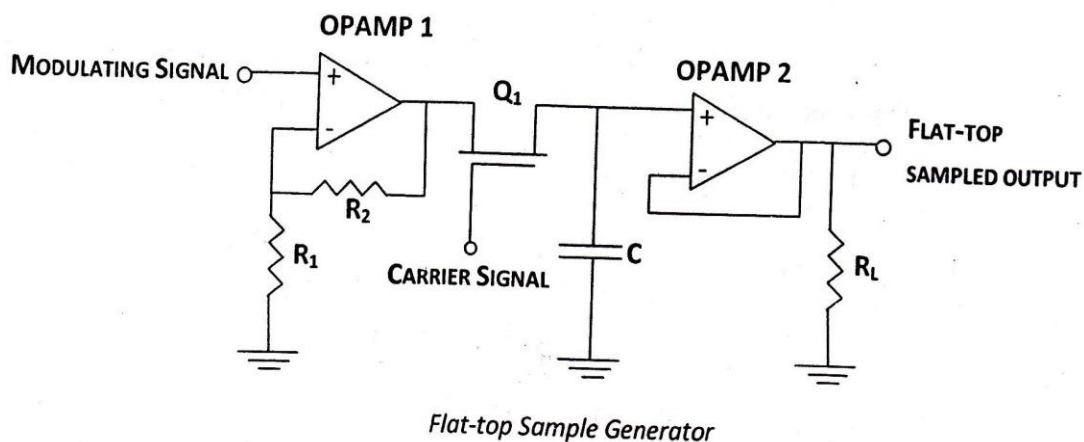 OPAMP 1
MODULATING SIGNAL
+
-
OPAMP 2
Q1
+
-
FLAT-TOP
SAMPLED OUTPUT
R2
R1
CARRIER SIGNAL
C
RL
Flat-top Sample Generator